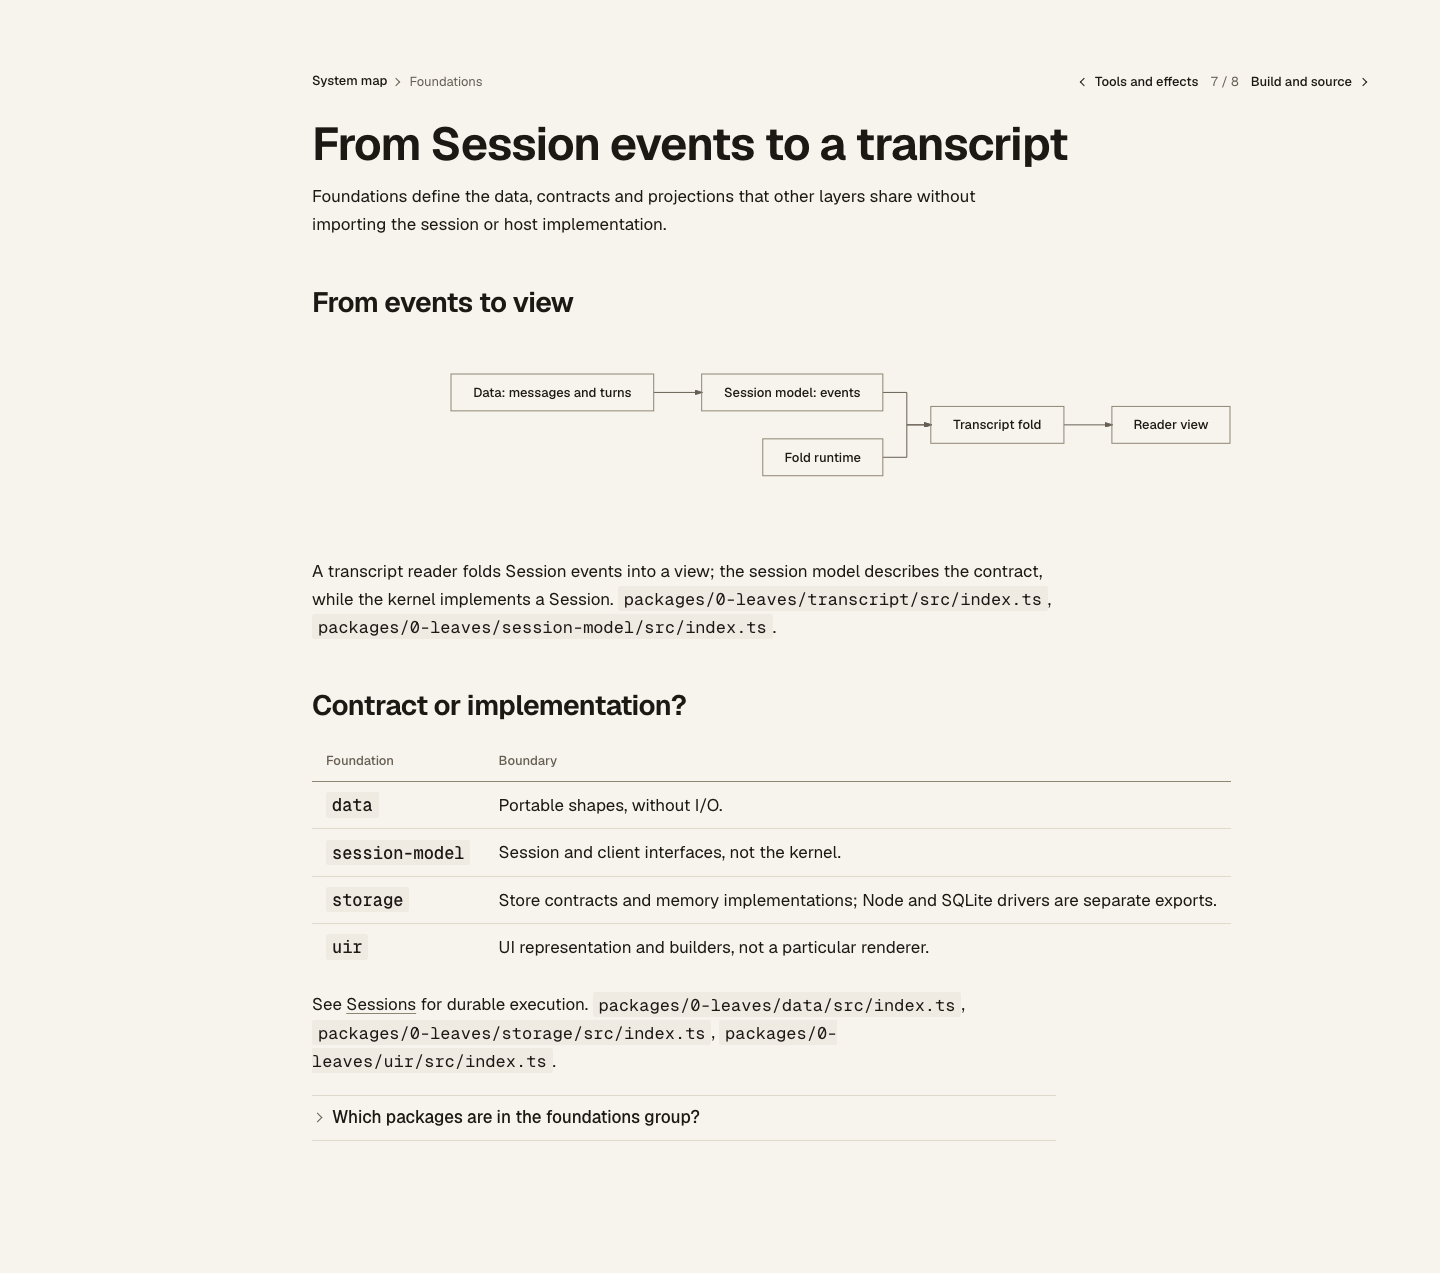 System map > Foundations
< Tools and effects 7 / 8 Build and source >
From Session events to a transcript
Foundations define the data, contracts and projections that other layers share without
importing the session or host implementation.
From events to view
Data: messages and turns
Session model: events
Fold runtime
Transcript fold
Reader view
A transcript reader folds Session events into a view; the session model describes the contract,
while the kernel implements a Session. packages/0-leaves/transcript/src/index.ts,
packages/0-leaves/session-model/src/index.ts.
Contract or implementation?
Foundation Boundary
data Portable shapes, without I/O.
session-model Session and client interfaces, not the kernel.
storage Store contracts and memory implementations; Node and SQLite drivers are separate exports.
uir UI representation and builders, not a particular renderer.
See Sessions for durable execution. packages/0-leaves/data/src/index.ts,
packages/0-leaves/storage/src/index.ts, packages/0-
leaves/uir/src/index.ts.
> Which packages are in the foundations group?